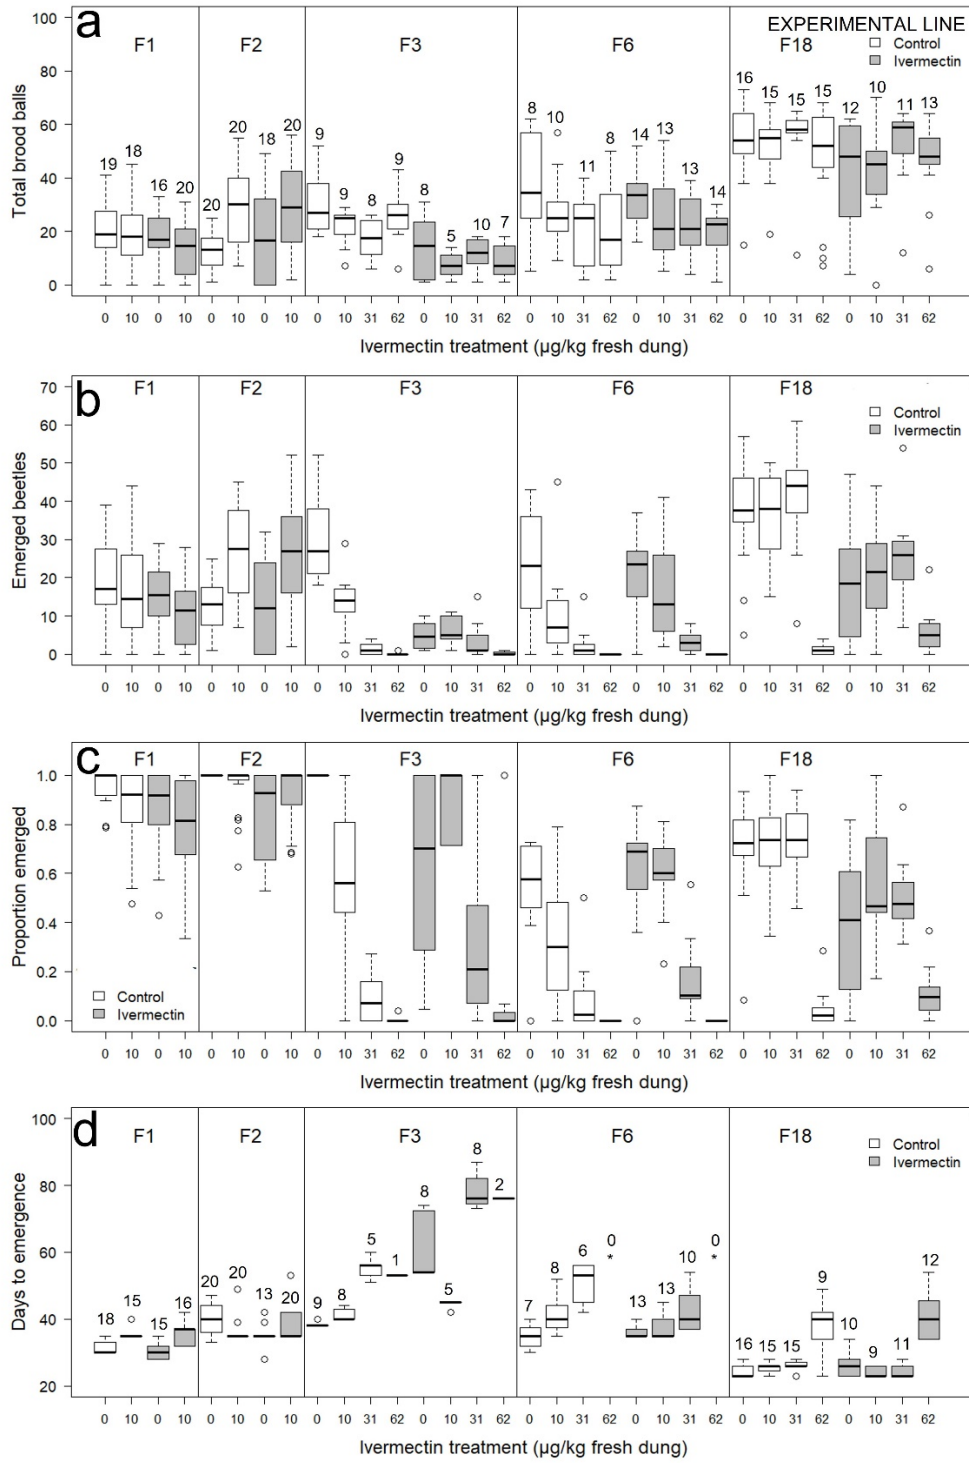 a
EXPERIMENTAL LINE
F1 F2 F3 F6 F18
Control
Ivermectin
Total brood balls
100
80
60
40
20
0
19 18 16 20 20 20 18 20 9 9 8 9 8 5 10 7 8 10 11 8 14 13 13 14 16 15 15 15 12 10 11 13
0 10 0 10 0 10 0 10 0 10 31 62 0 10 31 62 0 10 31 62 0 10 31 62 0 10 31 62 0 10 31 62
Ivermectin treatment (µg/kg fresh dung)
b
F1 F2 F3 F6 F18
Control
Ivermectin
Emerged beetles
70
60
50
40
30
20
10
0
0 10 0 10 0 10 0 10 0 10 31 62 0 10 31 62 0 10 31 62 0 10 31 62 0 10 31 62 0 10 31 62
Ivermectin treatment (µg/kg fresh dung)
c
F1 F2 F3 F6 F18
Proportion emerged
1.0
0.8
0.6
0.4
0.2
0.0
Control
Ivermectin
0 10 0 10 0 10 0 10 0 10 31 62 0 10 31 62 0 10 31 62 0 10 31 62 0 10 31 62 0 10 31 62
Ivermectin treatment (µg/kg fresh dung)
d
F1 F2 F3 F6 F18
Control
Ivermectin
Days to emergence
100
80
60
40
20
18 15 15 16 20 20 13 20 9 8 5 1 8 5 8 2 7 8 6 0 13 13 10 0 16 15 15 9 10 9 11 12
* *
0 10 0 10 0 10 0 10 0 10 31 62 0 10 31 62 0 10 31 62 0 10 31 62 0 10 31 62 0 10 31 62
Ivermectin treatment (µg/kg fresh dung)